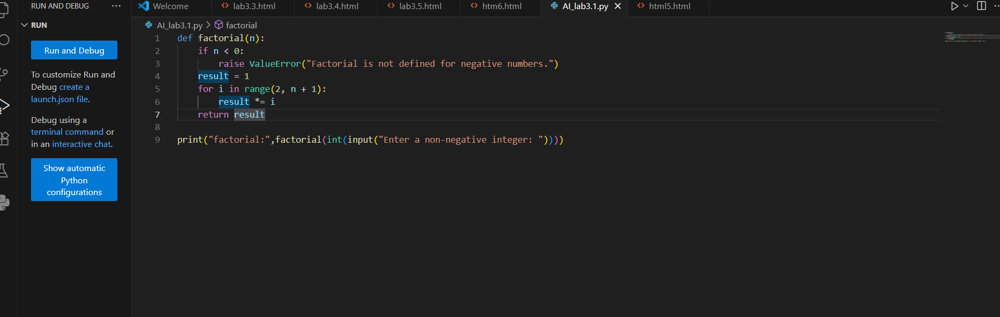 RUN AND DEBUG ...
Welcome
lab3.3.html
lab3.4.html
lab3.5.html
htm6.html
AI_lab3.1.py
html5.html
RUN
AI_lab3.1.py > factorial
Run and Debug
To customize Run and
Debug create a
launch.json file.
Debug using a
terminal command or
in an interactive chat.
Show automatic
Python
configurations
1 def factorial(n):
2     if n < 0:
3         raise ValueError("Factorial is not defined for negative numbers.")
4     result = 1
5     for i in range(2, n + 1):
6         result *= i
7     return result
8
9 print("factorial:",factorial(int(input("Enter a non-negative integer: "))))